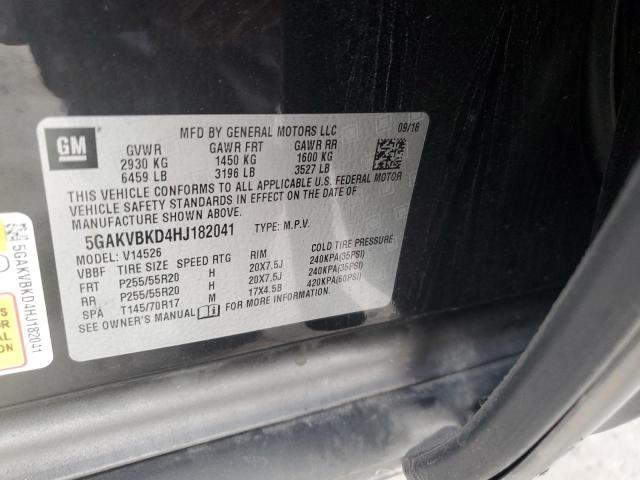 GM
MFD BY GENERAL MOTORS LLC 09/16
GVWR GAWR FRT GAWR RR
2930 KG 1450 KG 1600 KG
6459 LB 3196 LB 3527 LB
THIS VEHICLE CONFORMS TO ALL APPLICABLE U.S. FEDERAL MOTOR
VEHICLE SAFETY STANDARDS IN EFFECT ON THE DATE OF
MANUFACTURE SHOWN ABOVE.
5GAKVBKD4HJ182041 TYPE: M.P.V.
MODEL: V14526
VBBF TIRE SIZE SPEED RTG RIM COLD TIRE PRESSURE
FRT P255/55R20 H 20X7.5J 240KPA(35PSI)
RR P255/55R20 H 20X7.5J 240KPA(35PSI)
SPA T145/70R17 M 17X4.5B 420KPA(60PSI)
SEE OWNER'S MANUAL FOR MORE INFORMATION
5GAKVBKD4HJ182041